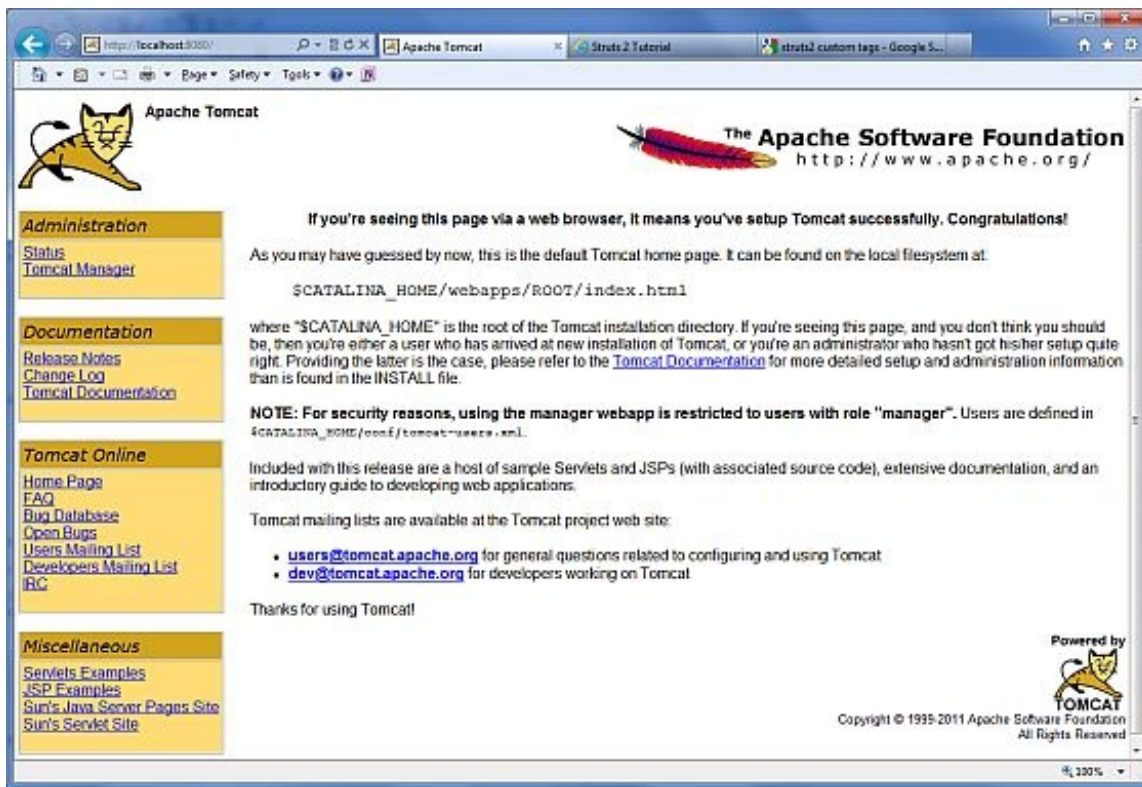 http://localhost:8080/
Apache Tomcat
Struts 2 Tutorial
struts2 custom tags - Google S...
Page
Safety
Tools
Apache Tomcat
The Apache Software Foundation
http://www.apache.org/
Administration
Status
Tomcat Manager
Documentation
Release Notes
Change Log
Tomcat Documentation
Tomcat Online
Home Page
FAQ
Bug Database
Open Bugs
Users Mailing List
Developers Mailing List
IRC
Miscellaneous
Servlets Examples
JSP Examples
Sun's Java Server Pages Site
Sun's Servlet Site
If you're seeing this page via a web browser, it means you've setup Tomcat successfully. Congratulations!
As you may have guessed by now, this is the default Tomcat home page. It can be found on the local filesystem at:
$CATALINA_HOME/webapps/ROOT/index.html
where "$CATALINA_HOME" is the root of the Tomcat installation directory. If you're seeing this page, and you don't think you should
be, then you're either a user who has arrived at new installation of Tomcat, or you're an administrator who hasn't got his/her setup quite
right. Providing the latter is the case, please refer to the Tomcat Documentation for more detailed setup and administration information
than is found in the INSTALL file.
NOTE: For security reasons, using the manager webapp is restricted to users with role "manager". Users are defined in
$CATALINA_HOME/conf/tomcat-users.xml.
Included with this release are a host of sample Servlets and JSPs (with associated source code), extensive documentation, and an
introductory guide to developing web applications.
Tomcat mailing lists are available at the Tomcat project web site:
• users@tomcat.apache.org for general questions related to configuring and using Tomcat
• dev@tomcat.apache.org for developers working on Tomcat
Thanks for using Tomcat!
Powered by
TOMCAT
Copyright © 1999-2011 Apache Software Foundation
All Rights Reserved
100%